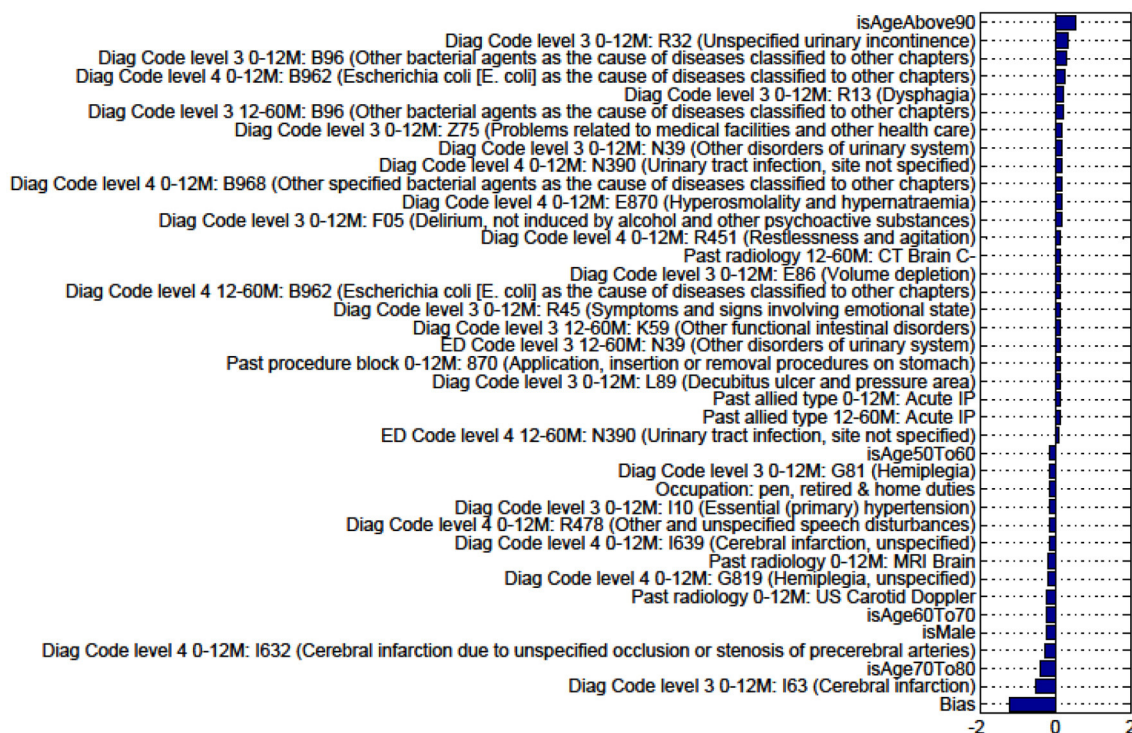 isAgeAbove90
Diag Code level 3 0-12M: R32 (Unspecified urinary incontinence)
Diag Code level 3 0-12M: B96 (Other bacterial agents as the cause of diseases classified to other chapters)
Diag Code level 4 0-12M: B962 (Escherichia coli [E. coli] as the cause of diseases classified to other chapters)
Diag Code level 3 0-12M: R13 (Dysphagia)
Diag Code level 3 12-60M: B96 (Other bacterial agents as the cause of diseases classified to other chapters)
Diag Code level 3 0-12M: Z75 (Problems related to medical facilities and other health care)
Diag Code level 3 0-12M: N39 (Other disorders of urinary system)
Diag Code level 4 0-12M: N390 (Urinary tract infection, site not specified)
Diag Code level 4 0-12M: B968 (Other specified bacterial agents as the cause of diseases classified to other chapters)
Diag Code level 4 0-12M: E870 (Hyperosmolality and hypernatraemia)
Diag Code level 3 0-12M: F05 (Delirium, not induced by alcohol and other psychoactive substances)
Diag Code level 4 0-12M: R451 (Restlessness and agitation)
Past radiology 12-60M: CT Brain C-
Diag Code level 3 0-12M: E86 (Volume depletion)
Diag Code level 4 12-60M: B962 (Escherichia coli [E. coli] as the cause of diseases classified to other chapters)
Diag Code level 3 0-12M: R45 (Symptoms and signs involving emotional state)
Diag Code level 3 12-60M: K59 (Other functional intestinal disorders)
ED Code level 3 12-60M: N39 (Other disorders of urinary system)
Past procedure block 0-12M: 870 (Application, insertion or removal procedures on stomach)
Diag Code level 3 0-12M: L89 (Decubitus ulcer and pressure area)
Past allied type 0-12M: Acute IP
Past allied type 12-60M: Acute IP
ED Code level 4 12-60M: N390 (Urinary tract infection, site not specified)
isAge50To60
Diag Code level 3 0-12M: G81 (Hemiplegia)
Occupation: pen, retired & home duties
Diag Code level 3 0-12M: I10 (Essential (primary) hypertension)
Diag Code level 4 0-12M: R478 (Other and unspecified speech disturbances)
Diag Code level 4 0-12M: I639 (Cerebral infarction, unspecified)
Past radiology 0-12M: MRI Brain
Diag Code level 4 0-12M: G819 (Hemiplegia, unspecified)
Past radiology 0-12M: US Carotid Doppler
isAge60To70
isMale
Diag Code level 4 0-12M: I632 (Cerebral infarction due to unspecified occlusion or stenosis of precerebral arteries)
isAge70To80
Diag Code level 3 0-12M: I63 (Cerebral infarction)
Bias
-2 0 2